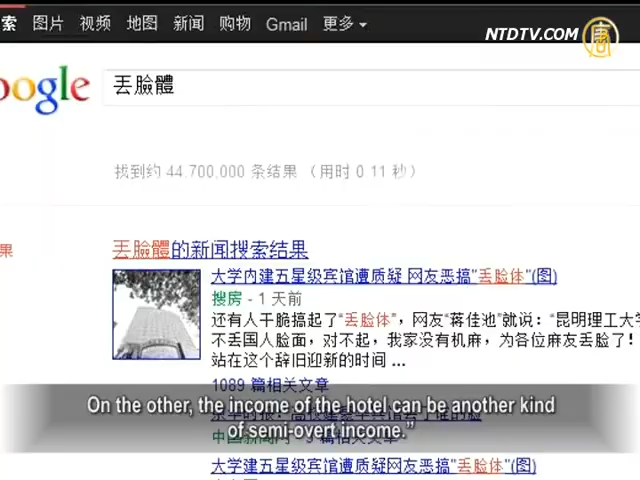 索 图片 视频 地图 新闻 购物 Gmail 更多
NTDTV.COM 唐
oogle 丟臉體
找到约 44,700,000 条结果 （用时 0 11 秒）
果
丟臉體的新闻搜索结果
大学内建五星级宾馆遭质疑 网友恶搞"丢脸体"(图)
搜房 - 1 天前
还有人干脆搞起了"丢脸体"，网友"蒋佳池"就说："昆明理工大学
不丢国人脸面，对不起，我家没有机麻，为各位麻友丢脸了！
站在这个辞旧迎新的时间 ...
1089 篇相关文章
On the other, the income of the hotel can be another kind
of semi-overt income."
大学建五星级宾馆遭质疑网友恶搞"丢脸体"(图)